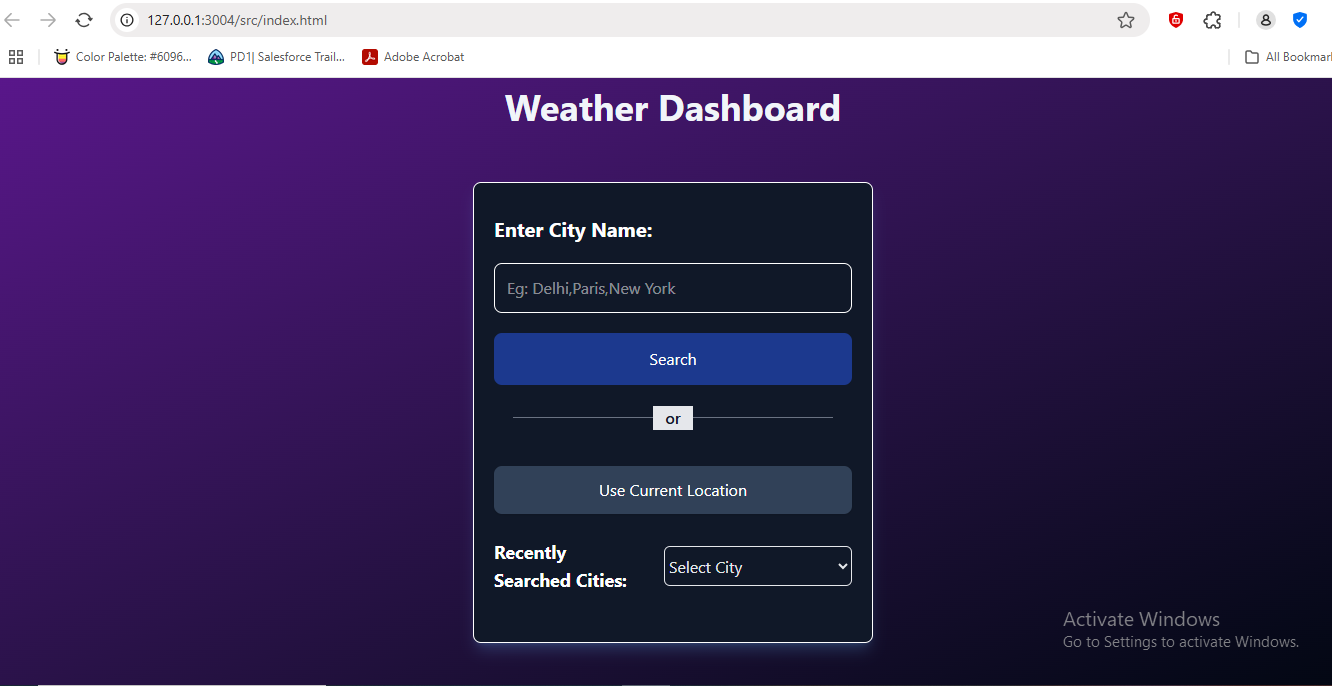 127.0.0.1:3004/src/index.html
Color Palette: #6096... PD1| Salesforce Trail... Adobe Acrobat All Bookmark
Weather Dashboard
Enter City Name:
Eg: Delhi,Paris,New York
Search
or
Use Current Location
Recently
Searched Cities:
Select City
Activate Windows
Go to Settings to activate Windows.